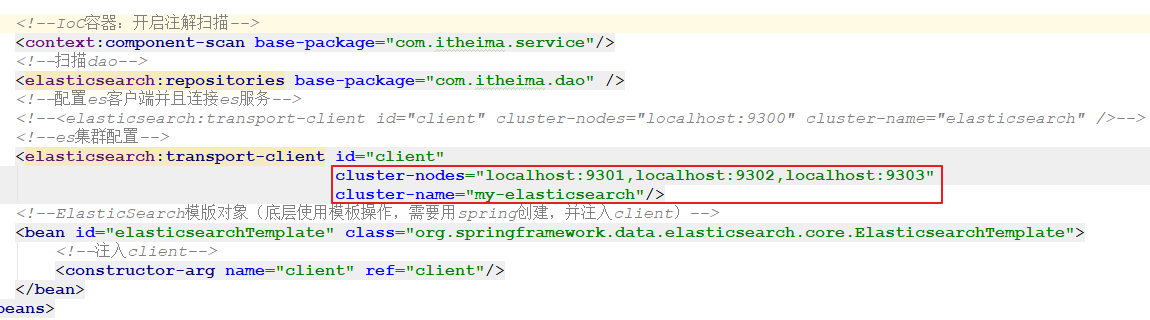 <!--IoC容器：开启注解扫描-->
<context:component-scan base-package="com.itheima.service"/>
<!--扫描dao-->
<elasticsearch:repositories base-package="com.itheima.dao" />
<!--配置es客户端并且连接es服务-->
<!--<elasticsearch:transport-client id="client" cluster-nodes="localhost:9300" cluster-name="elasticsearch" />-->
<!--es集群配置-->
<elasticsearch:transport-client id="client"
cluster-nodes="localhost:9301,localhost:9302,localhost:9303"
cluster-name="my-elasticsearch"/>
<!--ElasticSearch模版对象（底层使用模板操作，需要用spring创建，并注入client）-->
<bean id="elasticsearchTemplate" class="org.springframework.data.elasticsearch.core.ElasticsearchTemplate">
<!--注入client-->
<constructor-arg name="client" ref="client"/>
</bean>
beans>